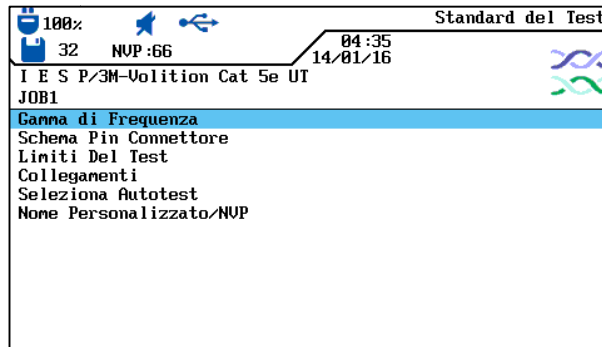 100%
Standard del Test
32 NVP:66
04:35
14/01/16
I E S P/3M-Volition Cat 5e UT
JOB1
Gamma di Frequenza
Schema Pin Connettore
Limiti Del Test
Collegamenti
Seleziona Autotest
Nome Personalizzato/NVP